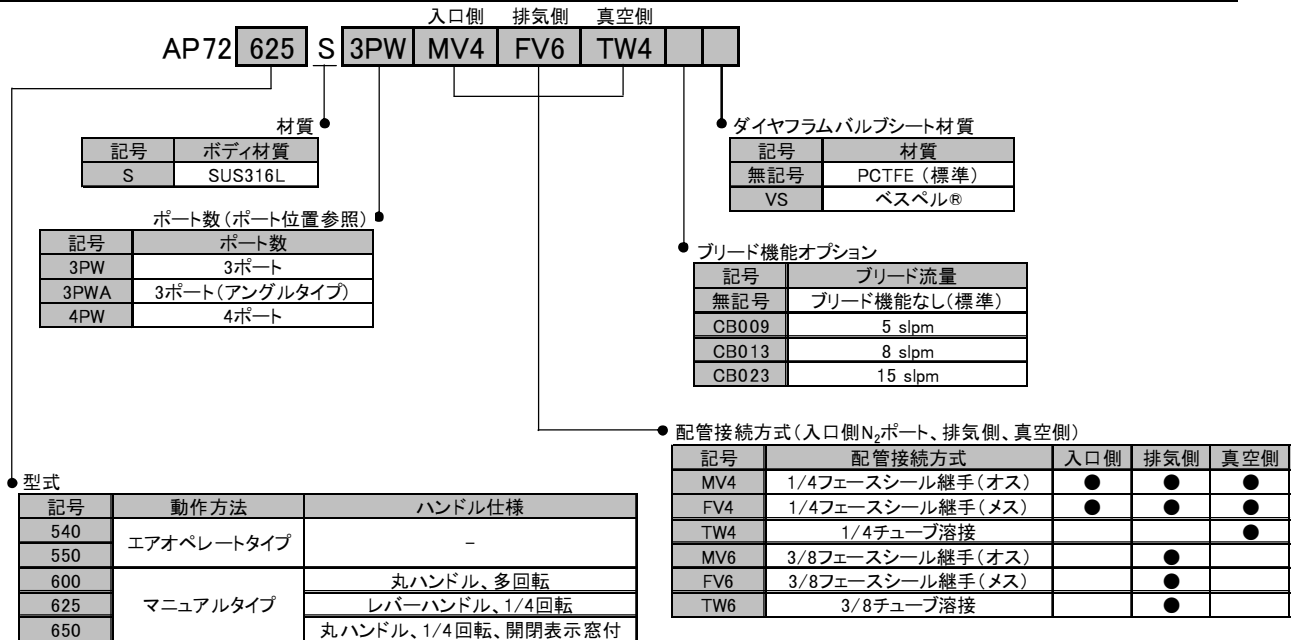 入口側 排気側 真空側
AP72 625 S 3PW MV4 FV6 TW4
材質
記号 ボディ材質
S SUS316L
ダイヤフラムバルブシート材質
記号 材質
無記号 PCTFE (標準)
VS ベスペル®
ポート数(ポート位置参照)
記号 ポート数
3PW 3ポート
3PWA 3ポート(アングルタイプ)
4PW 4ポート
ブリード機能オプション
記号 ブリード流量
無記号 ブリード機能なし(標準)
CB009 5 slpm
CB013 8 slpm
CB023 15 slpm
配管接続方式(入口側N₂ポート、排気側、真空側)
記号 配管接続方式 入口側 排気側 真空側
MV4 1/4フェースシール継手(オス) ● ● ●
FV4 1/4フェースシール継手(メス) ● ● ●
TW4 1/4チューブ溶接 ●
MV6 3/8フェースシール継手(オス) ●
FV6 3/8フェースシール継手(メス) ●
TW6 3/8チューブ溶接 ●
型式
記号 動作方法 ハンドル仕様
540 エアオペレートタイプ –
550
600 マニュアルタイプ 丸ハンドル、多回転
625 レバーハンドル、1/4回転
650 丸ハンドル、1/4回転、開閉表示窓付